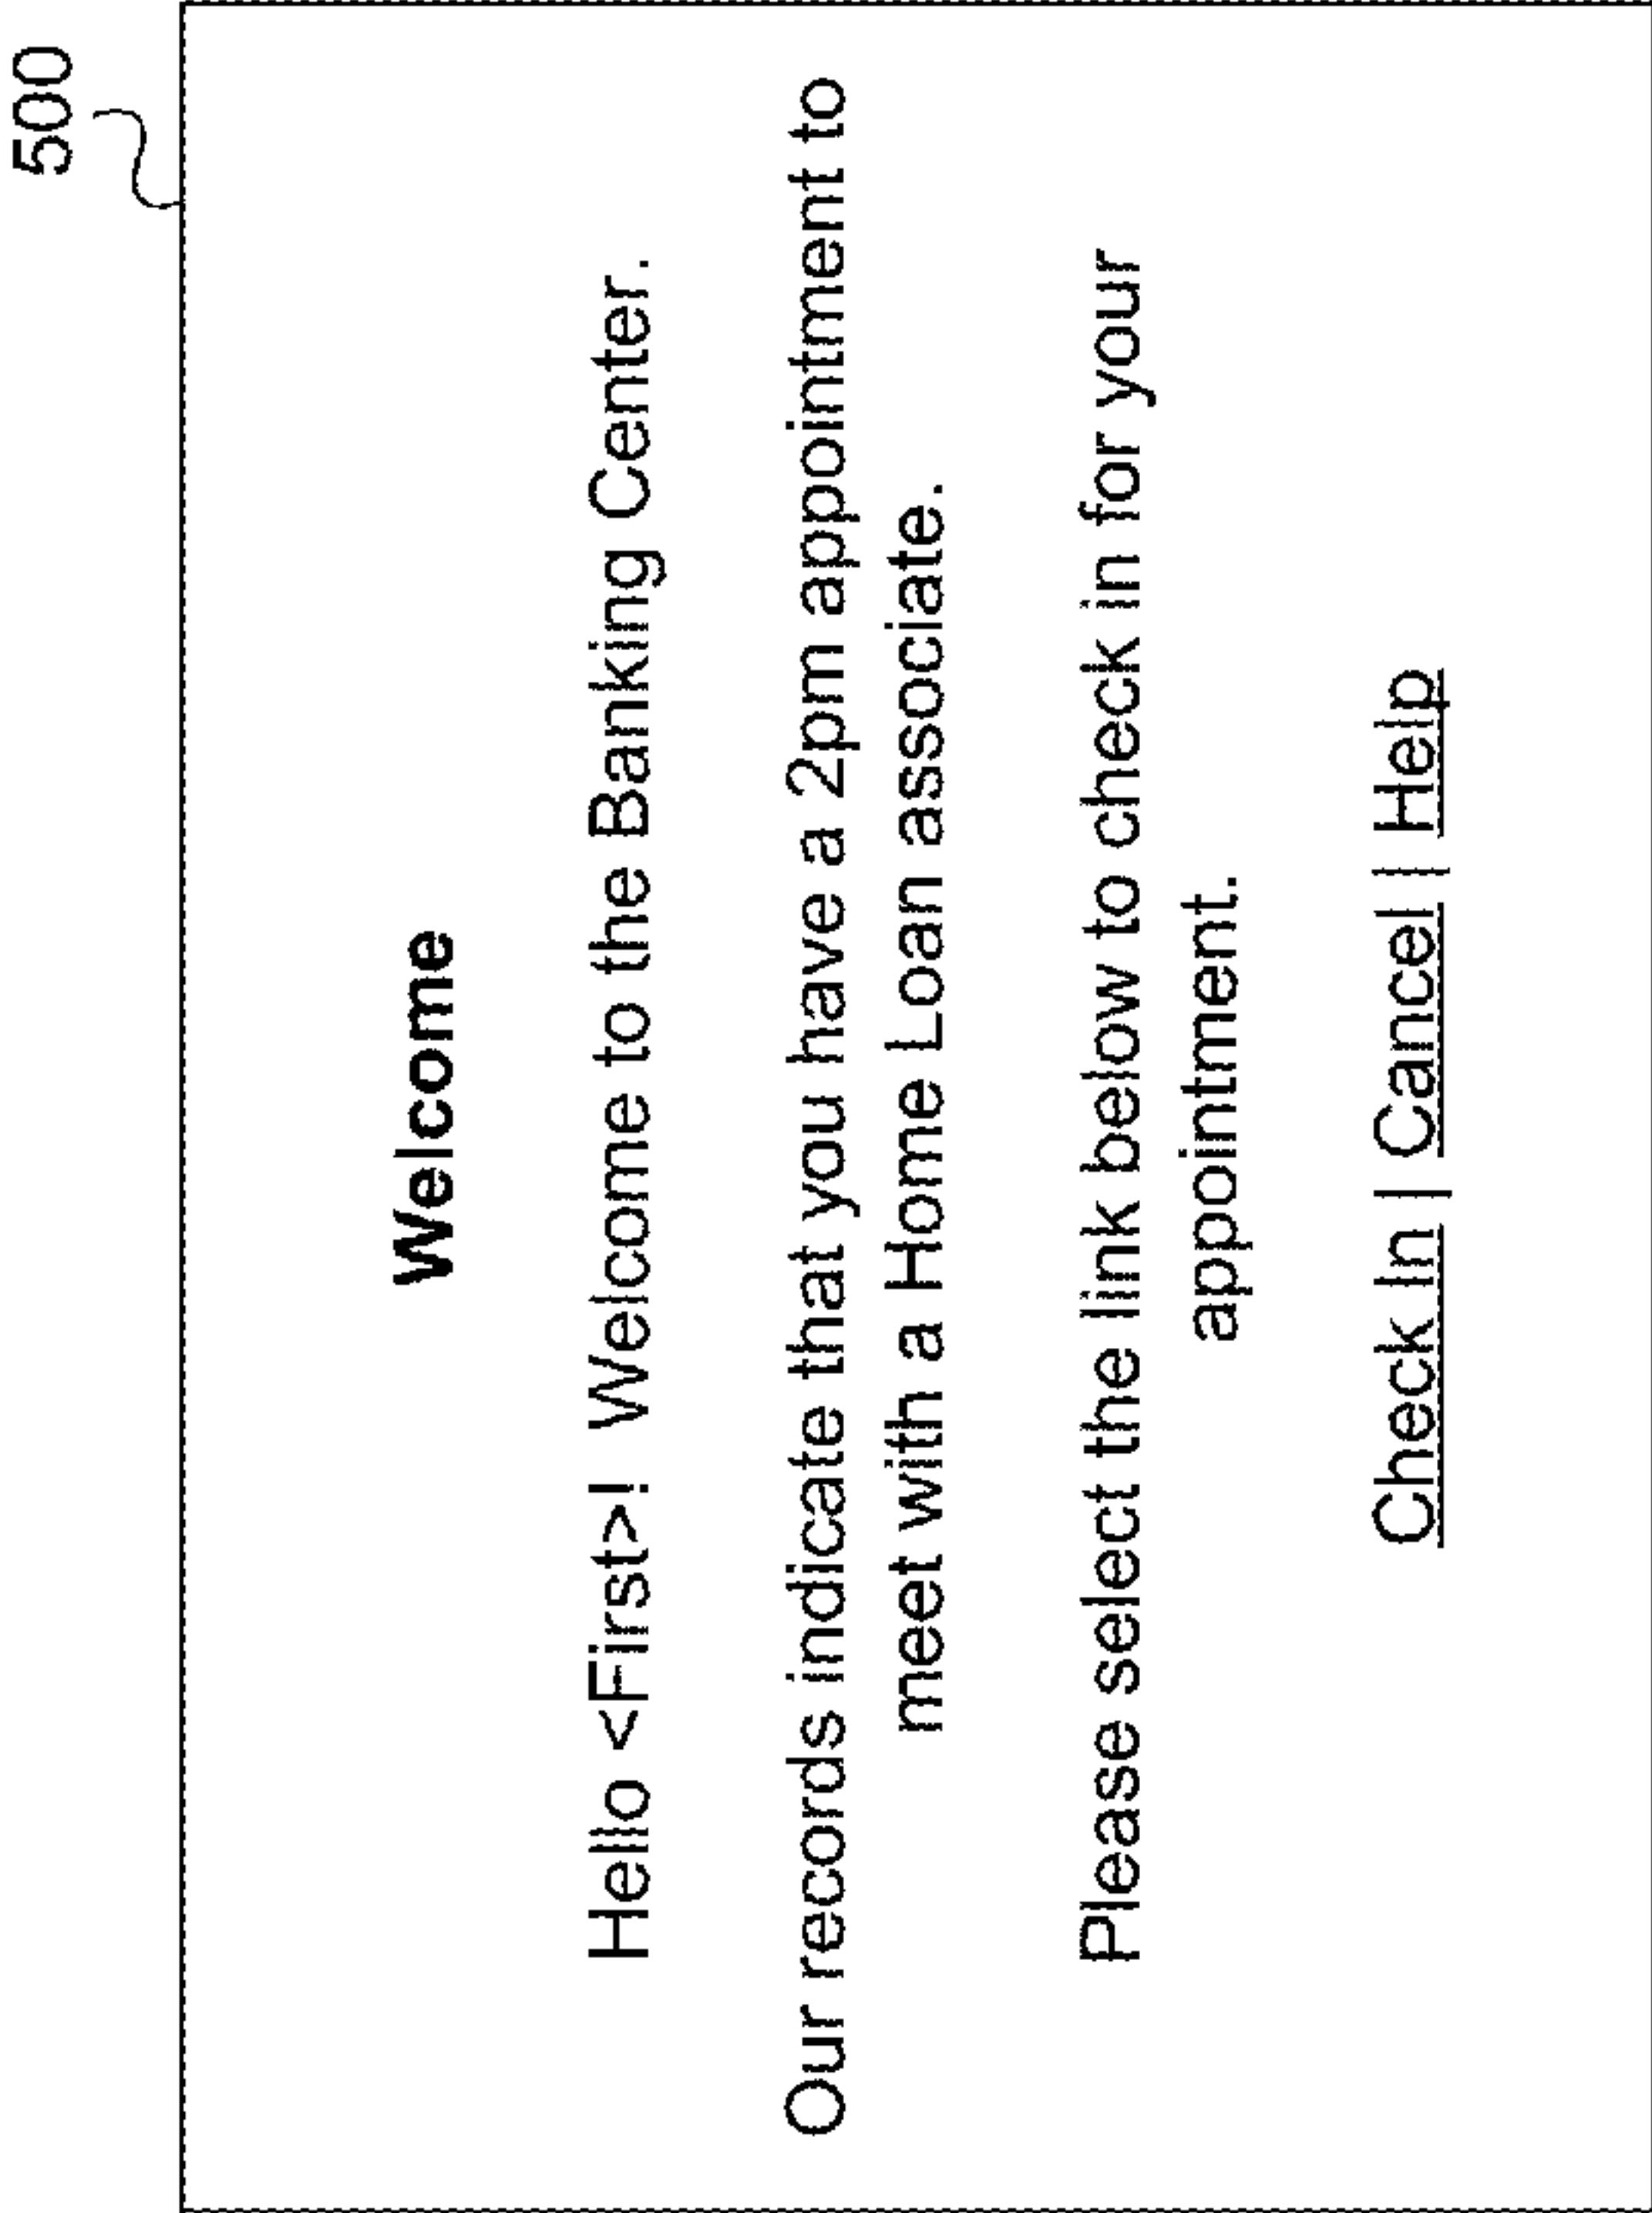 500
Welcome
Hello <First>! Welcome to the Banking Center.
Our records indicate that you have a 2pm appointment to
meet with a Home Loan associate.
Please select the link below to check in for your
appointment.
Check In | Cancel | Help